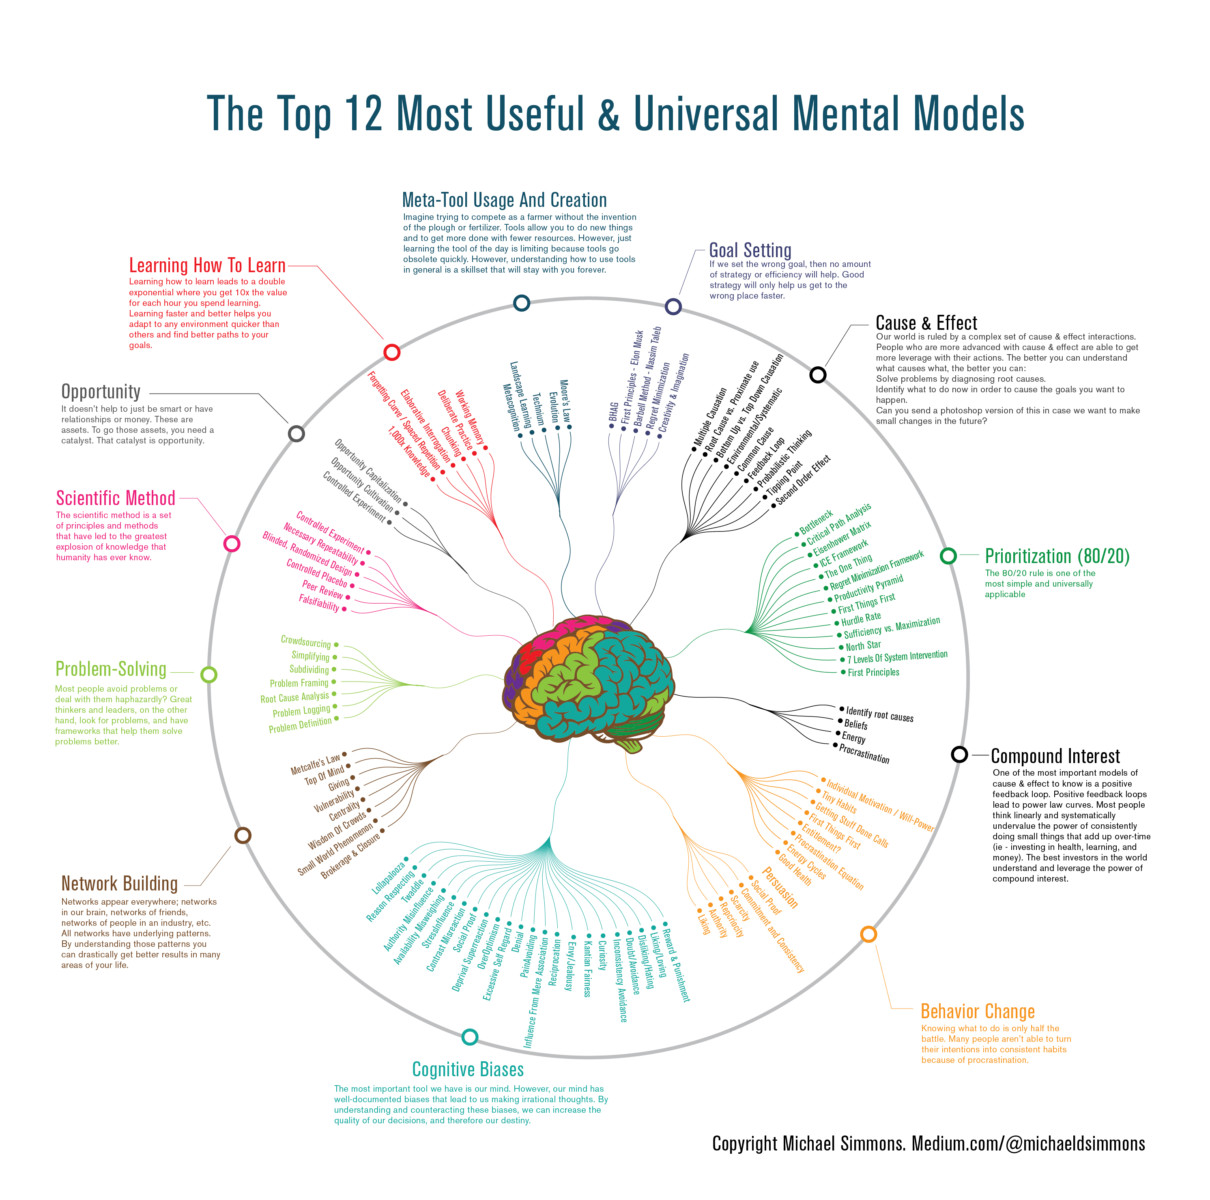 The Top 12 Most Useful & Universal Mental Models
Meta-Tool Usage And Creation
Imagine trying to compete as a farmer without the invention
of the plough or fertilizer. Tools allow you to do new things
and to get more done with fewer resources. However, just
learning the tool of the day is limiting because tools go
obsolete quickly. However, understanding how to use tools
in general is a skillset that will stay with you forever.
Goal Setting
If we set the wrong goal, then no amount
of strategy or efficiency will help. Good
strategy will only help us get to the
wrong place faster.
Cause & Effect
Our world is ruled by a complex set of cause & effect interactions.
People who are more advanced with cause & effect are able to get
more leverage with their actions. The better you can understand
what causes what, the better you can:
Solve problems by diagnosing root causes.
Identify what to do now in order to cause the goals you want to
happen.
Can you send a photoshop version of this in case we want to make
small changes in the future?
Prioritization (80/20)
The 80/20 rule is one of the
most simple and universally
applicable
Compound Interest
One of the most important models of
cause & effect to know is a positive
feedback loop. Positive feedback loops
lead to power law curves. Most people
think linearly and systematically
undervalue the power of consistently
doing small things that add up over-time
(ie - investing in health, learning, and
money). The best investors in the world
understand and leverage the power of
compound interest.
Behavior Change
Knowing what to do is only half the
battle. Many people aren't able to turn
their intentions into consistent habits
because of procrastination.
Cognitive Biases
The most important tool we have is our mind. However, our mind has
well-documented biases that lead to us making irrational thoughts. By
understanding and counteracting these biases, we can increase the
quality of our decisions, and therefore our destiny.
Network Building
Networks appear everywhere; networks
in our brain, networks of friends,
networks of people in an industry, etc.
All networks have underlying patterns.
By understanding those patterns you
can drastically get better results in many
areas of your life.
Problem-Solving
Most people avoid problems or
deal with them haphazardly? Great
thinkers and leaders, on the other
hand, look for problems, and have
frameworks that help them solve
problems better.
Scientific Method
The scientific method is a set
of principles and methods
that have led to the greatest
explosion of knowledge that
humanity has ever know.
Opportunity
It doesn't help to just be smart or have
relationships or money. These are
assets. To go those assets, you need a
catalyst. That catalyst is opportunity.
Learning How To Learn
Learning how to learn leads to a double
exponential where you get 10x the value
for each hour you spend learning.
Learning faster and better helps you
adapt to any environment quicker than
others and find better paths to your
goals.
Metacognition
Landscape Learning
Technium
Evolution
Moore's Law
BHAG
First Principles - Elon Musk
Barbell Method - Nassim Taleb
Regret Minimization
Creativity & Imagination
Multiple Causation
Root Cause vs. Proximate use
Bottom Up vs. Top Down Causation
Environmental/Systematic
Common Cause
Feedback Loop
Probabilistic Thinking
Tipping Point
Second Order Effect
Bottleneck
Critical Path Analysis
Eisenhower Matrix
ICE Framework
The One Thing
Regret Minimization Framework
Productivity Pyramid
First Things First
Hurdle Rate
Sufficiency vs. Maximization
North Star
7 Levels Of System Intervention
First Principles
Identify root causes
Beliefs
Energy
Procrastination
Individual Motivation / Will-Power
Tiny Habits
Getting Stuff Done Calls
First Things First
Entitlement?
Procrastination Equation
Energy Cycles
Good Health
Persuasion
Social Proof
Commitment and Consistency
Scarcity
Reciprocity
Authority
Liking
Reward & Punishment
Liking/Loving
Disliking/Hating
Doubt/Avoidance
Inconsistency Avoidance
Curiosity
Kantian Fairness
Envy/Jealousy
Reciprocation
Influence From Mere Association
PainAvoiding
Denial
Excessive Self Regard
OverOptimism
Deprival Superreaction
Social Proof
Contrast Misreaction
StressInfluence
Availability Misweighing
Authority Misinfluence
Twaddle
Reason Respecting
Lollapalooza
Brokerage & Closure
Small World Phenomenon
Wisdom Of Crowds
Centrality
Vulnerability
Giving
Top Of Mind
Metcalfe's Law
Problem Definition
Problem Logging
Root Cause Analysis
Problem Framing
Subdividing
Simplifying
Crowdsourcing
Falsifiability
Peer Review
Controlled Placebo
Blinded, Randomized Design
Necessary Repeatability
Controlled Experiment
Controlled Experiment
Opportunity Cultivation
Opportunity Capitalization
1,000x Knowledge
Forgetting Curve / Spaced Repetition
Elaborative Interrogation
Chunking
Deliberate Practice
Working Memory
Copyright Michael Simmons. Medium.com/@michaeldsimmons